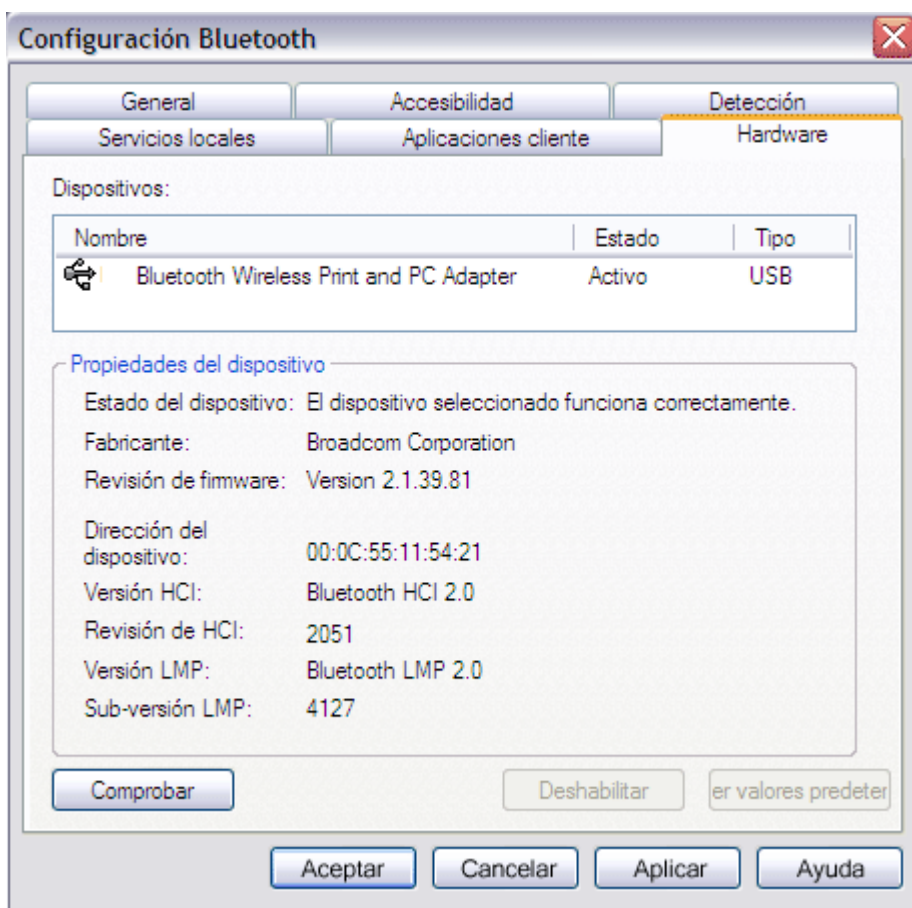 Configuración Bluetooth
General
Accesibilidad
Detección
Servicios locales
Aplicaciones cliente
Hardware
Dispositivos:
Nombre Estado Tipo
Bluetooth Wireless Print and PC Adapter Activo USB
Propiedades del dispositivo
Estado del dispositivo: El dispositivo seleccionado funciona correctamente.
Fabricante: Broadcom Corporation
Revisión de firmware: Version 2.1.39.81
Dirección del
dispositivo: 00:0C:55:11:54:21
Versión HCI: Bluetooth HCI 2.0
Revisión de HCI: 2051
Versión LMP: Bluetooth LMP 2.0
Sub-versión LMP: 4127
Comprobar
Deshabilitar
er valores predeter
Aceptar
Cancelar
Aplicar
Ayuda